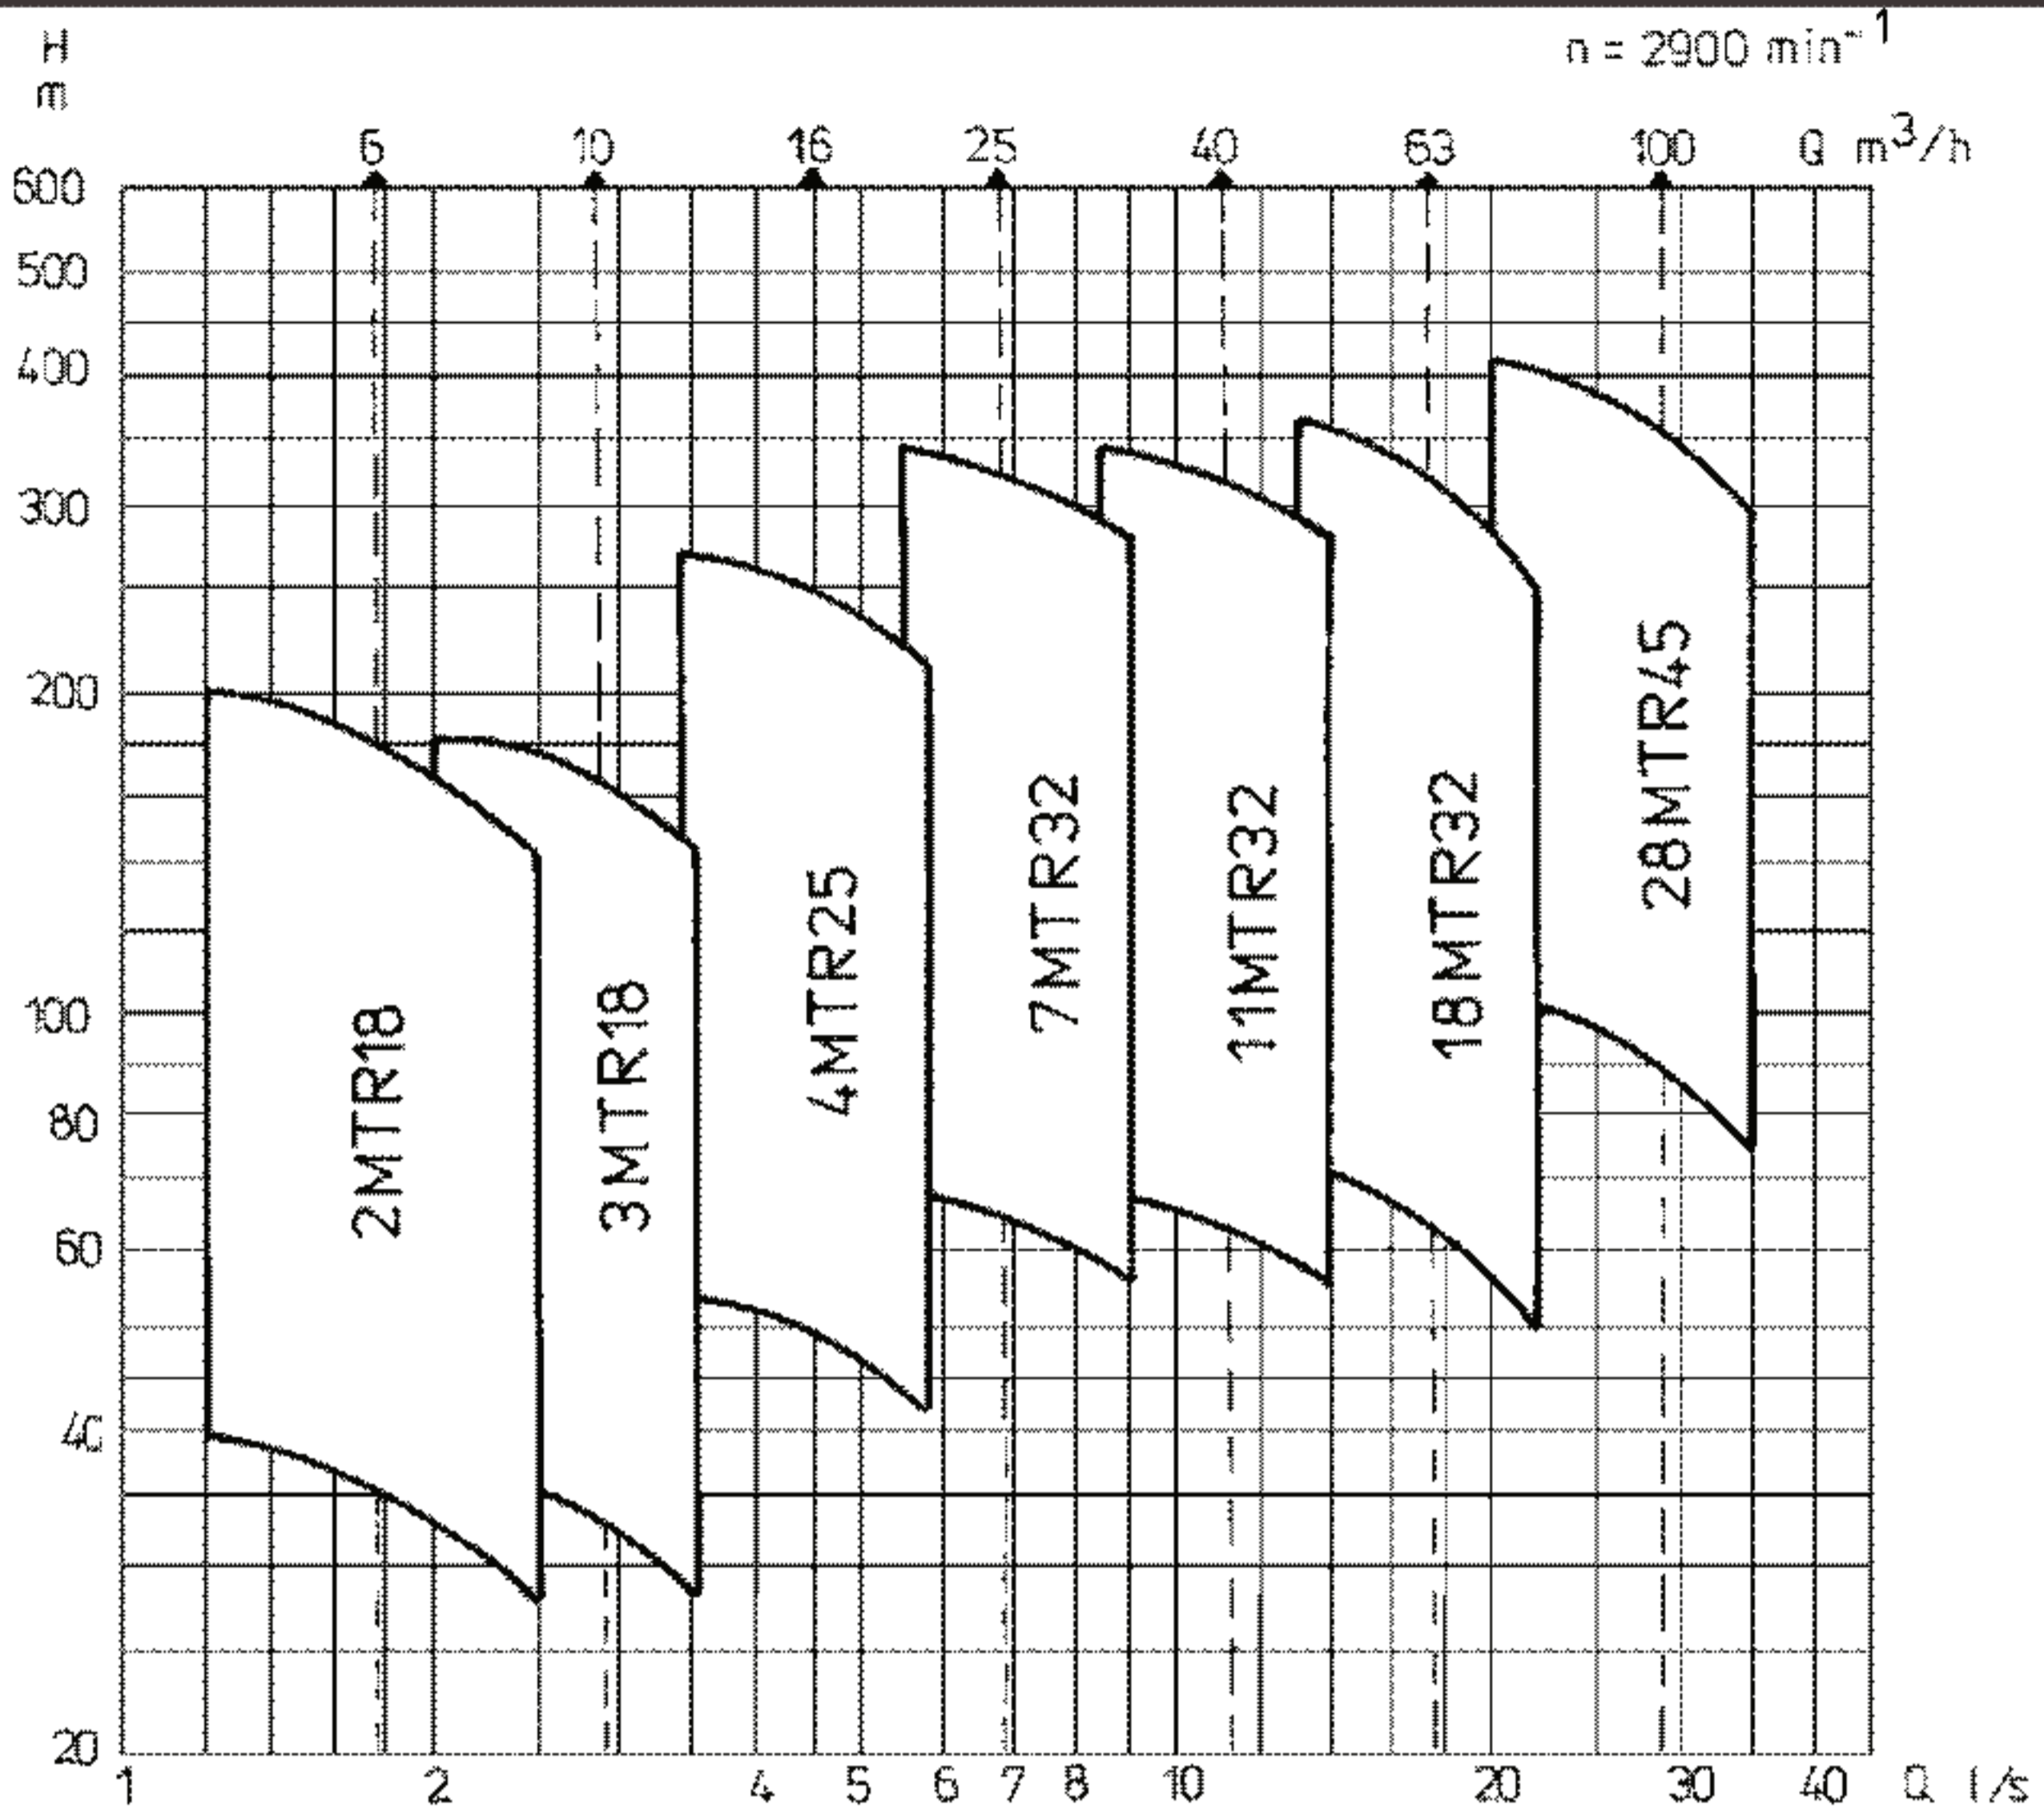 H
m
n = 2900 min⁻¹
6 10 16 25 40 63 100 Q m³/h
600
500
400
300
200
100
80
60
40
20
2MTR18
3MTR18
4MTR25
7MTR32
11MTR32
18MTR32
28MTR45
1 2 4 5 6 7 8 10 20 30 40 Q l/s